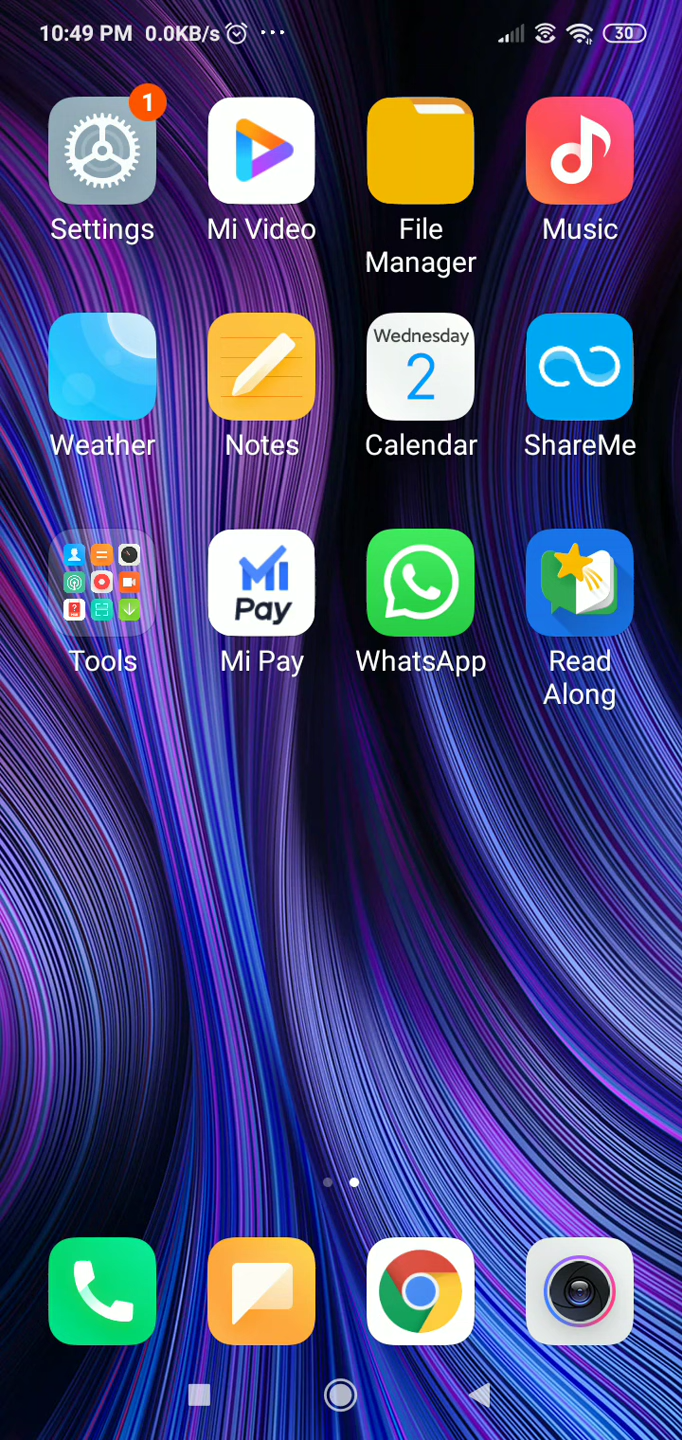 10:49 PM 0.0KB/s ... 30
1
Settings Mi Video File Manager Music
Wednesday
2
Weather Notes Calendar ShareMe
Mi Pay
Tools Mi Pay WhatsApp Read Along